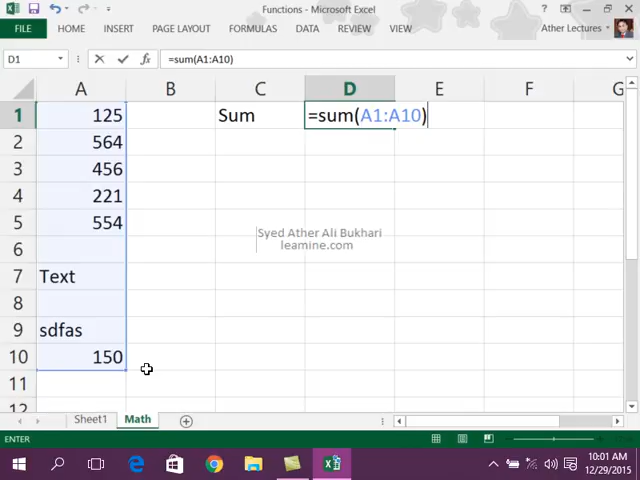 Functions - Microsoft Excel
FILE HOME INSERT PAGE LAYOUT FORMULAS DATA REVIEW VIEW Ather Lectures
D1 =sum(A1:A10)
A B C D E F G
1 125 Sum =sum(A1:A10)
2 564
3 456
4 221
5 554
Syed Ather Ali Bukhari
leamine.com
6
7 Text
8
9 sdfas
10 150
11
12
Sheet1 Math
ENTER
10:01 AM
12/29/2015